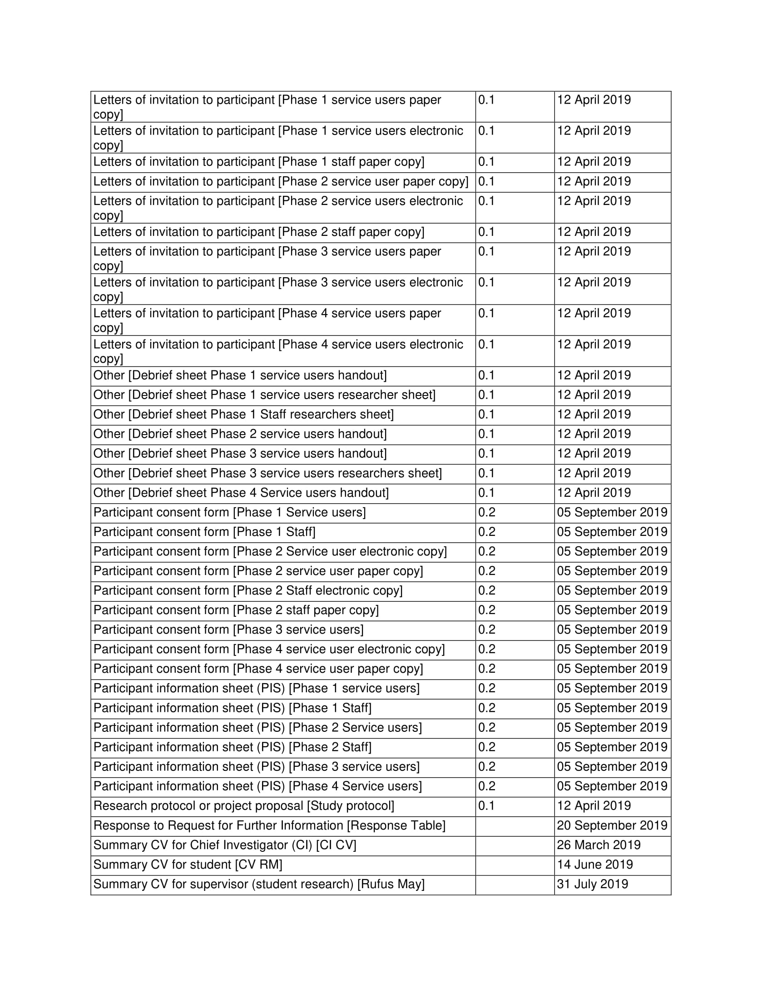 Letters of invitation to participant [Phase 1 service users paper 0.1 12 April 2019
copy]
Letters of invitation to participant [Phase 1 service users electronic 0.1 12 April 2019
copy]
Letters of invitation to participant [Phase 1 staff paper copy] 0.1 12 April 2019
Letters of invitation to participant [Phase 2 service user paper copy] 0.1 12 April 2019
Letters of invitation to participant [Phase 2 service users electronic 0.1 12 April 2019
copy]
Letters of invitation to participant [Phase 2 staff paper copy] 0.1 12 April 2019
Letters of invitation to participant [Phase 3 service users paper 0.1 12 April 2019
copy]
Letters of invitation to participant [Phase 3 service users electronic 0.1 12 April 2019
copy]
Letters of invitation to participant [Phase 4 service users paper 0.1 12 April 2019
copy]
Letters of invitation to participant [Phase 4 service users electronic 0.1 12 April 2019
copy]
Other [Debrief sheet Phase 1 service users handout] 0.1 12 April 2019
Other [Debrief sheet Phase 1 service users researcher sheet] 0.1 12 April 2019
Other [Debrief sheet Phase 1 Staff researchers sheet] 0.1 12 April 2019
Other [Debrief sheet Phase 2 service users handout] 0.1 12 April 2019
Other [Debrief sheet Phase 3 service users handout] 0.1 12 April 2019
Other [Debrief sheet Phase 3 service users researchers sheet] 0.1 12 April 2019
Other [Debrief sheet Phase 4 Service users handout] 0.1 12 April 2019
Participant consent form [Phase 1 Service users] 0.2 05 September 2019
Participant consent form [Phase 1 Staff] 0.2 05 September 2019
Participant consent form [Phase 2 Service user electronic copy] 0.2 05 September 2019
Participant consent form [Phase 2 service user paper copy] 0.2 05 September 2019
Participant consent form [Phase 2 Staff electronic copy] 0.2 05 September 2019
Participant consent form [Phase 2 staff paper copy] 0.2 05 September 2019
Participant consent form [Phase 3 service users] 0.2 05 September 2019
Participant consent form [Phase 4 service user electronic copy] 0.2 05 September 2019
Participant consent form [Phase 4 service user paper copy] 0.2 05 September 2019
Participant information sheet (PIS) [Phase 1 service users] 0.2 05 September 2019
Participant information sheet (PIS) [Phase 1 Staff] 0.2 05 September 2019
Participant information sheet (PIS) [Phase 2 Service users] 0.2 05 September 2019
Participant information sheet (PIS) [Phase 2 Staff] 0.2 05 September 2019
Participant information sheet (PIS) [Phase 3 service users] 0.2 05 September 2019
Participant information sheet (PIS) [Phase 4 Service users] 0.2 05 September 2019
Research protocol or project proposal [Study protocol] 0.1 12 April 2019
Response to Request for Further Information [Response Table] 20 September 2019
Summary CV for Chief Investigator (CI) [CI CV] 26 March 2019
Summary CV for student [CV RM] 14 June 2019
Summary CV for supervisor (student research) [Rufus May] 31 July 2019